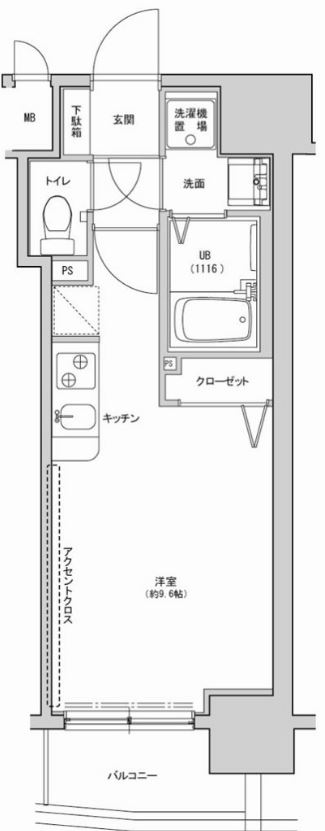 MB
下駄箱
玄関
洗濯機
置場
トイレ
洗面
UB
(1116)
PS
PS
クローゼット
キッチン
アクセントクロス
洋室
(約9.6帖)
バルコニー